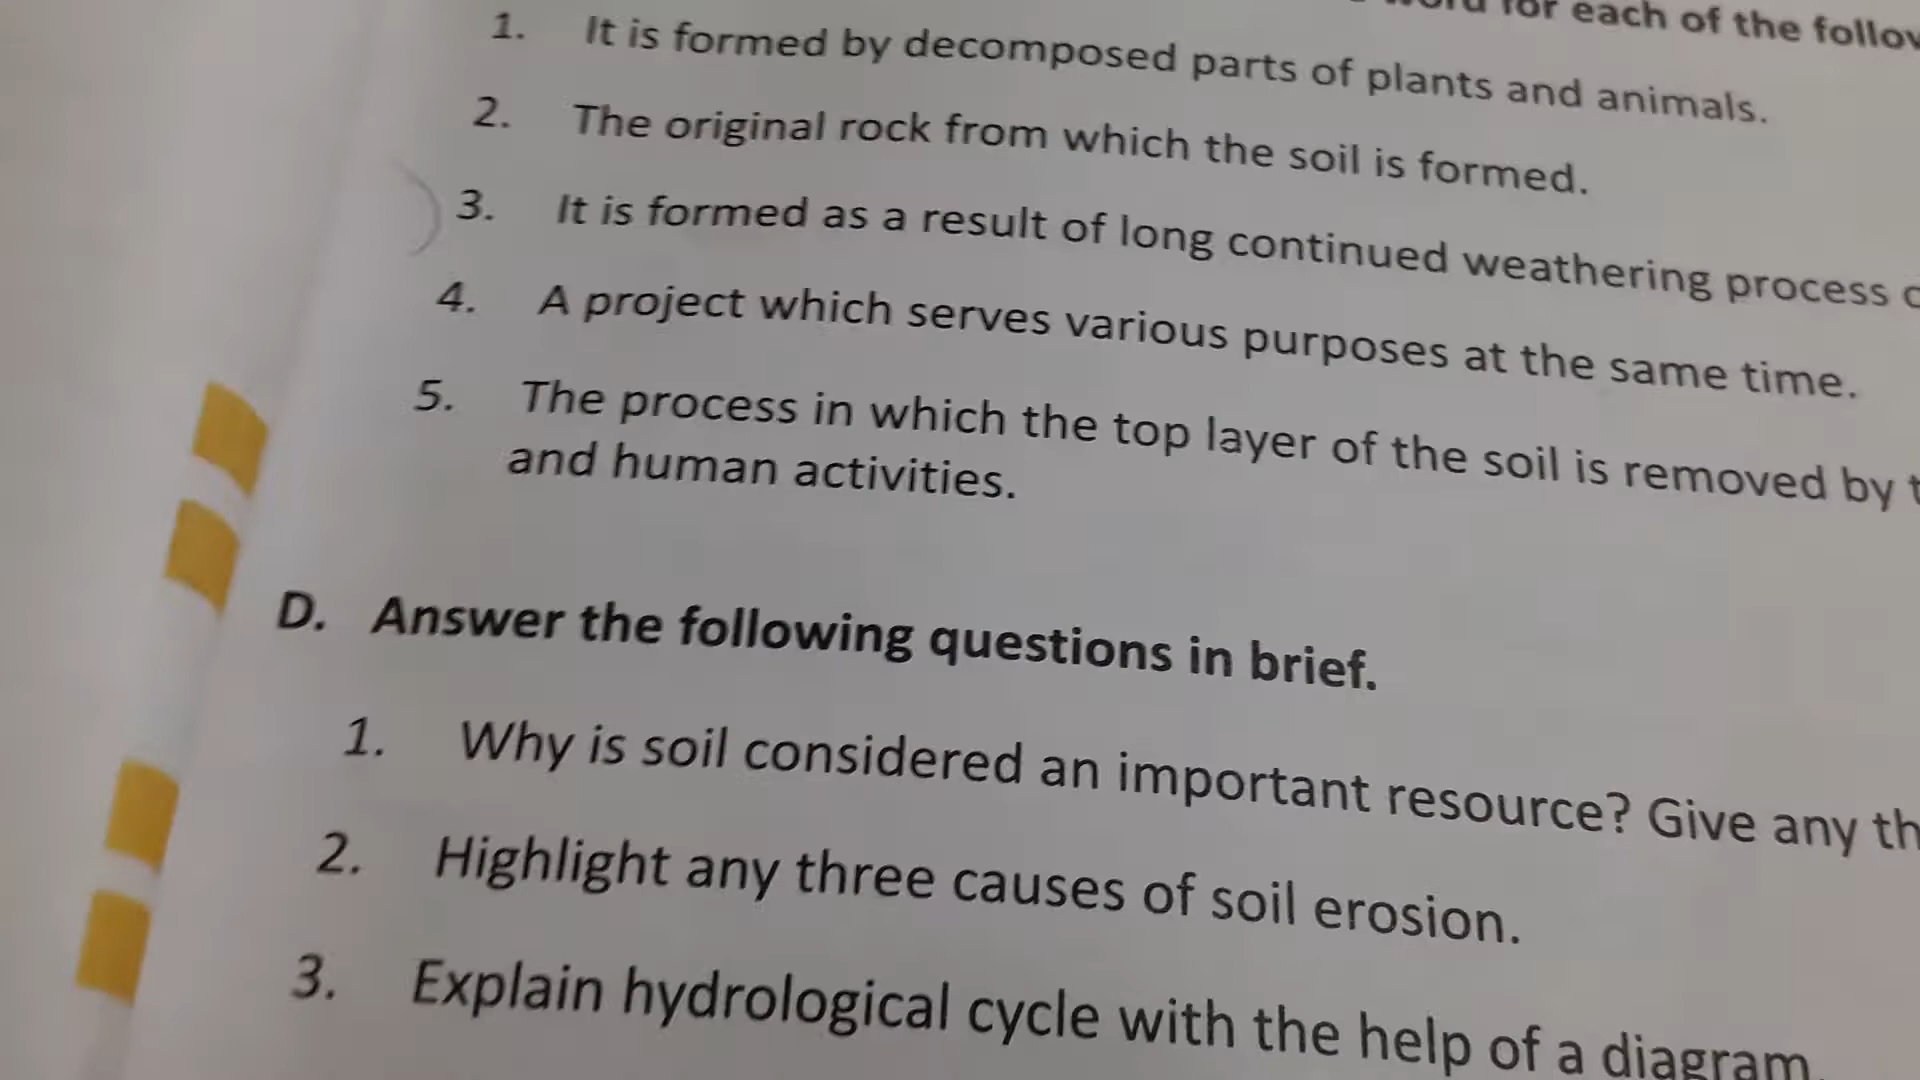 for each of the
1. It is formed by decomposed parts of plants and animals.
2. The original rock from which the soil is formed.
3. It is formed as a result of long continued weathering process
4. A project which serves various purposes at the same time.
5. The process in which the top layer of the soil is removed by
and human activities.
D. Answer the following questions in brief.
1. Why is soil considered an important resource? Give any
2. Highlight any three causes of soil erosion.
3. Explain hydrological cycle with the help of a diagram.